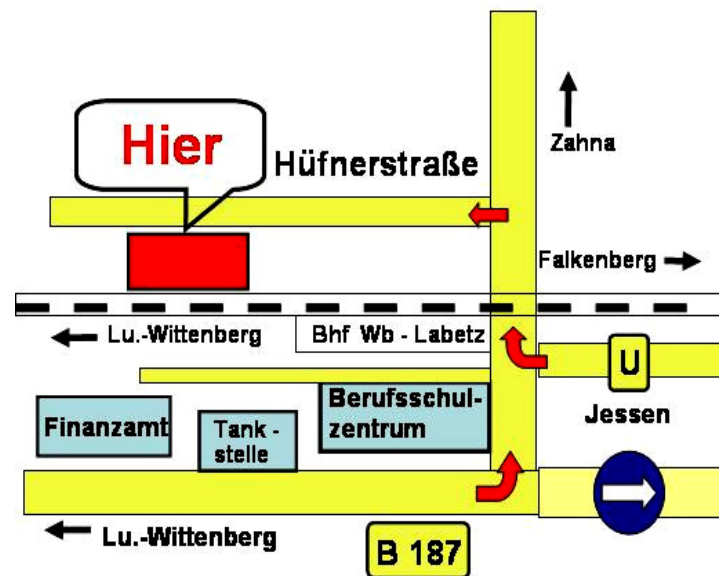 Hier
Hüfnerstraße
Zahna
Falkenberg
Lu.-Wittenberg
Bhf Wb - Labetz
U
Jessen
Finanzamt
Tank -
stelle
Berufsschul-
zentrum
Lu.-Wittenberg
B 187